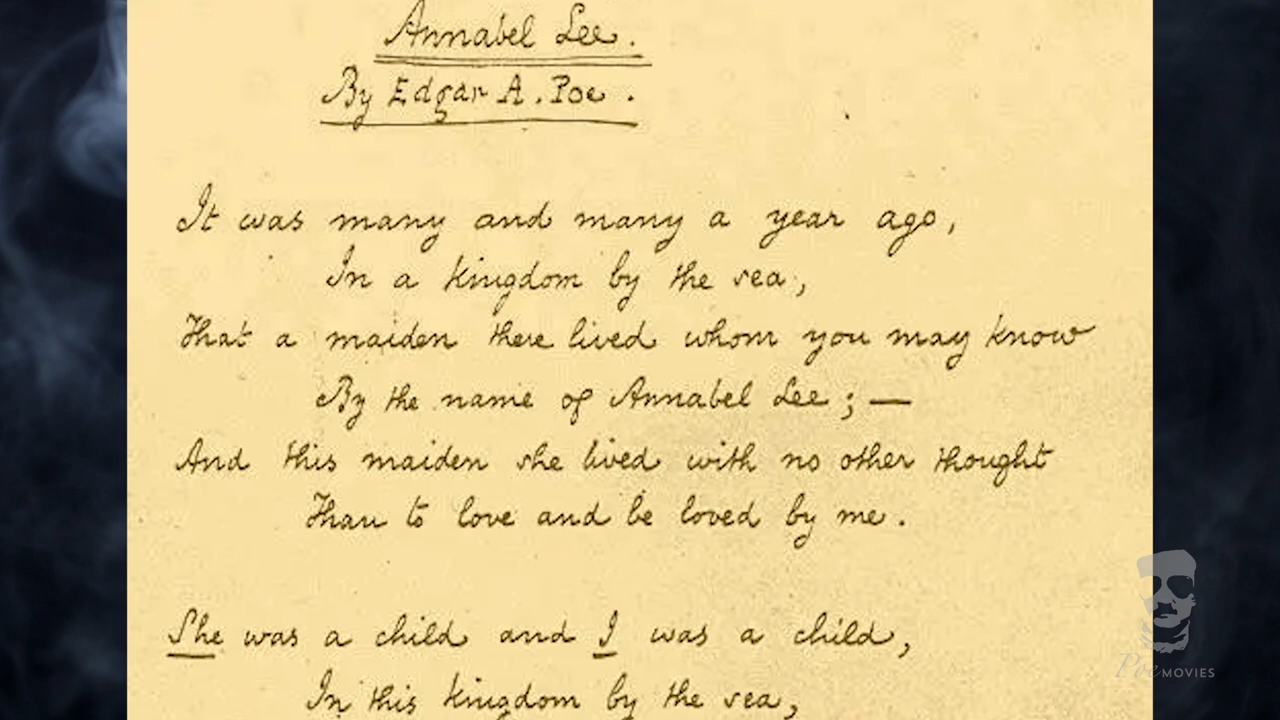 Annabel Lee.
By Edgar A. Poe.
It was many and many a year ago,
In a kingdom by the sea,
That a maiden there lived whom you may know
By the name of Annabel Lee; —
And this maiden she lived with no other thought
Than to love and be loved by me.
She was a child and I was a child,
In this kingdom by the sea,
Poe MOVIES